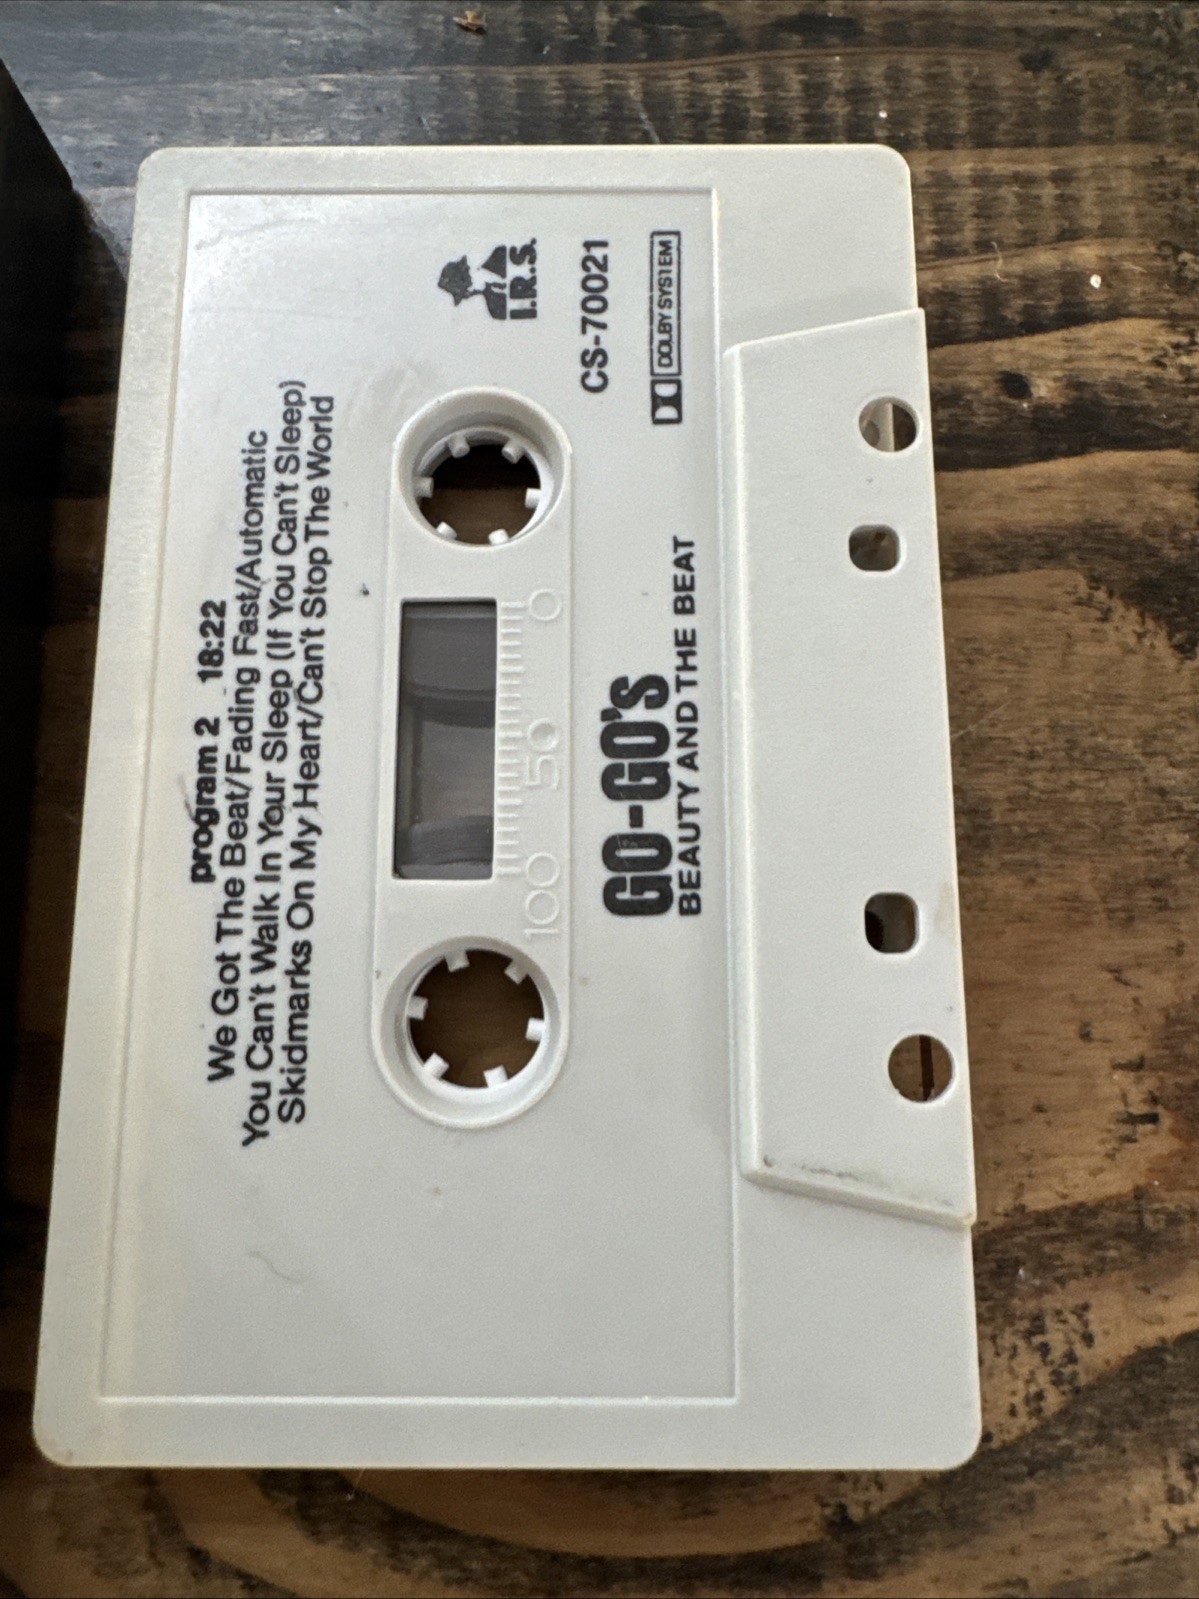 program 2 18:22
We Got The Beat/Fading Fast/Automatic
You Can't Walk In Your Sleep (If You Can't Sleep)
Skidmarks On My Heart/Can't Stop The World
I.R.S.
100 50 0
CS-70021
GO-GO'S
BEAUTY AND THE BEAT
DOLBY SYSTEM